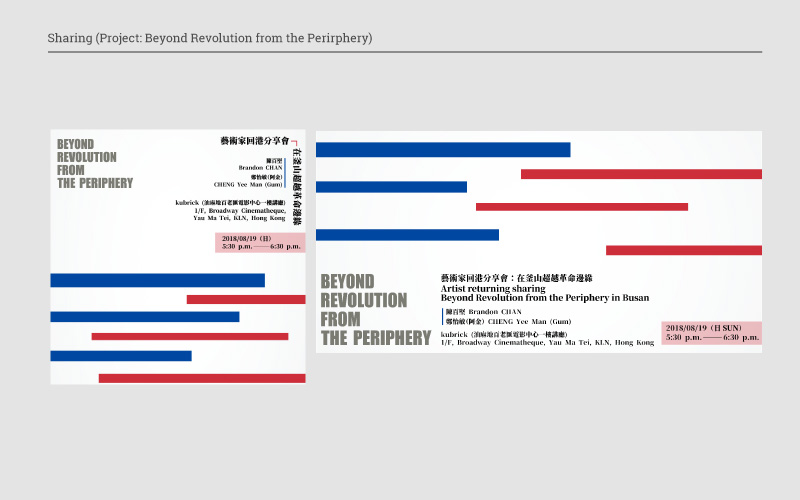 Sharing (Project: Beyond Revolution from the Perirphery)
BEYOND
REVOLUTION
FROM
THE PERIPHERY
藝術家回港分享會
在釜山超越革命邊緣
陳百堅
Brandon CHAN
鄭怡敏(阿金)
CHENG Yee Man (Gum)
kubrick (油麻地百老匯電影中心一樓講廳)
1/F, Broadway Cinematheque,
Yau Ma Tei, KLN, Hong Kong
2018/08/19 (日)
5:30 p.m.——6:30 p.m.
BEYOND
REVOLUTION
FROM
THE PERIPHERY
藝術家回港分享會：在釜山超越革命邊緣
Artist returning sharing
Beyond Revolution from the Periphery in Busan
陳百堅 Brandon CHAN
鄭怡敏(阿金) CHENG Yee Man (Gum)
kubrick (油麻地百老匯電影中心一樓講廳)
1/F, Broadway Cinematheque, Yau Ma Tei, KLN, Hong Kong
2018/08/19 (日 SUN)
5:30 p.m.——6:30 p.m.